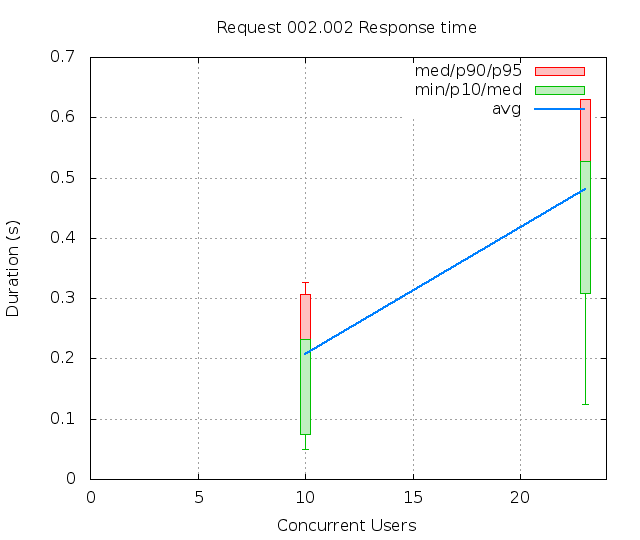 Request 002.002 Response time
0.7
0.6
0.5
0.4
0.3
0.2
0.1
0
Duration (s)
med/p90/p95
min/p10/med
avg
0 5 10 15 20
Concurrent Users